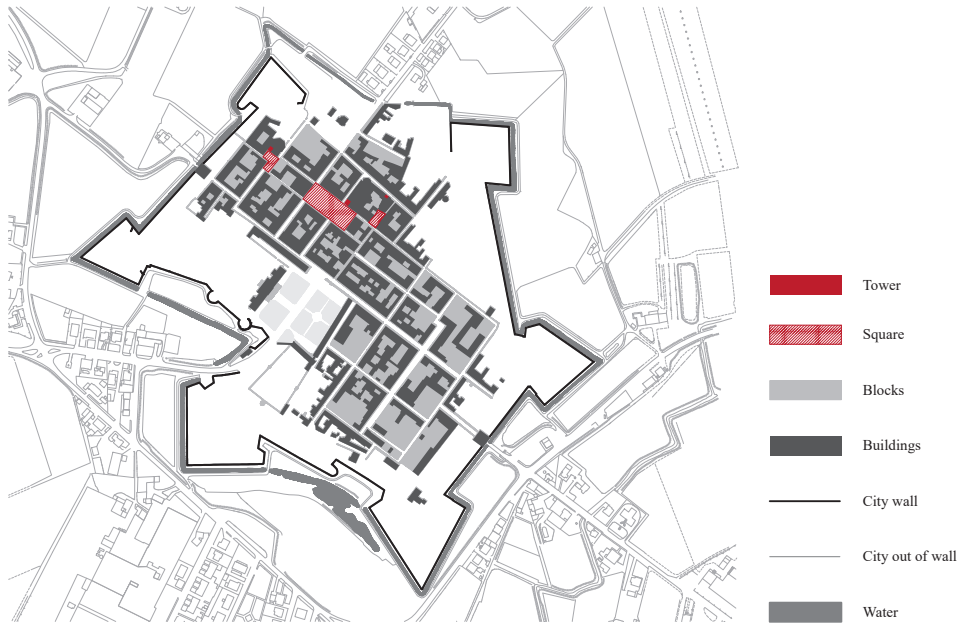 Tower
Square
Blocks
Buildings
City wall
City out of wall
Water